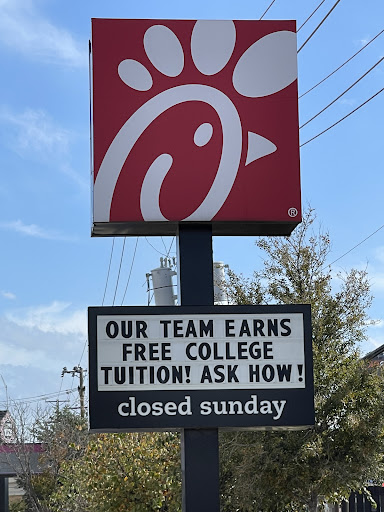 ®
OUR TEAM EARNS
FREE COLLEGE
TUITION! ASK HOW!
closed sunday